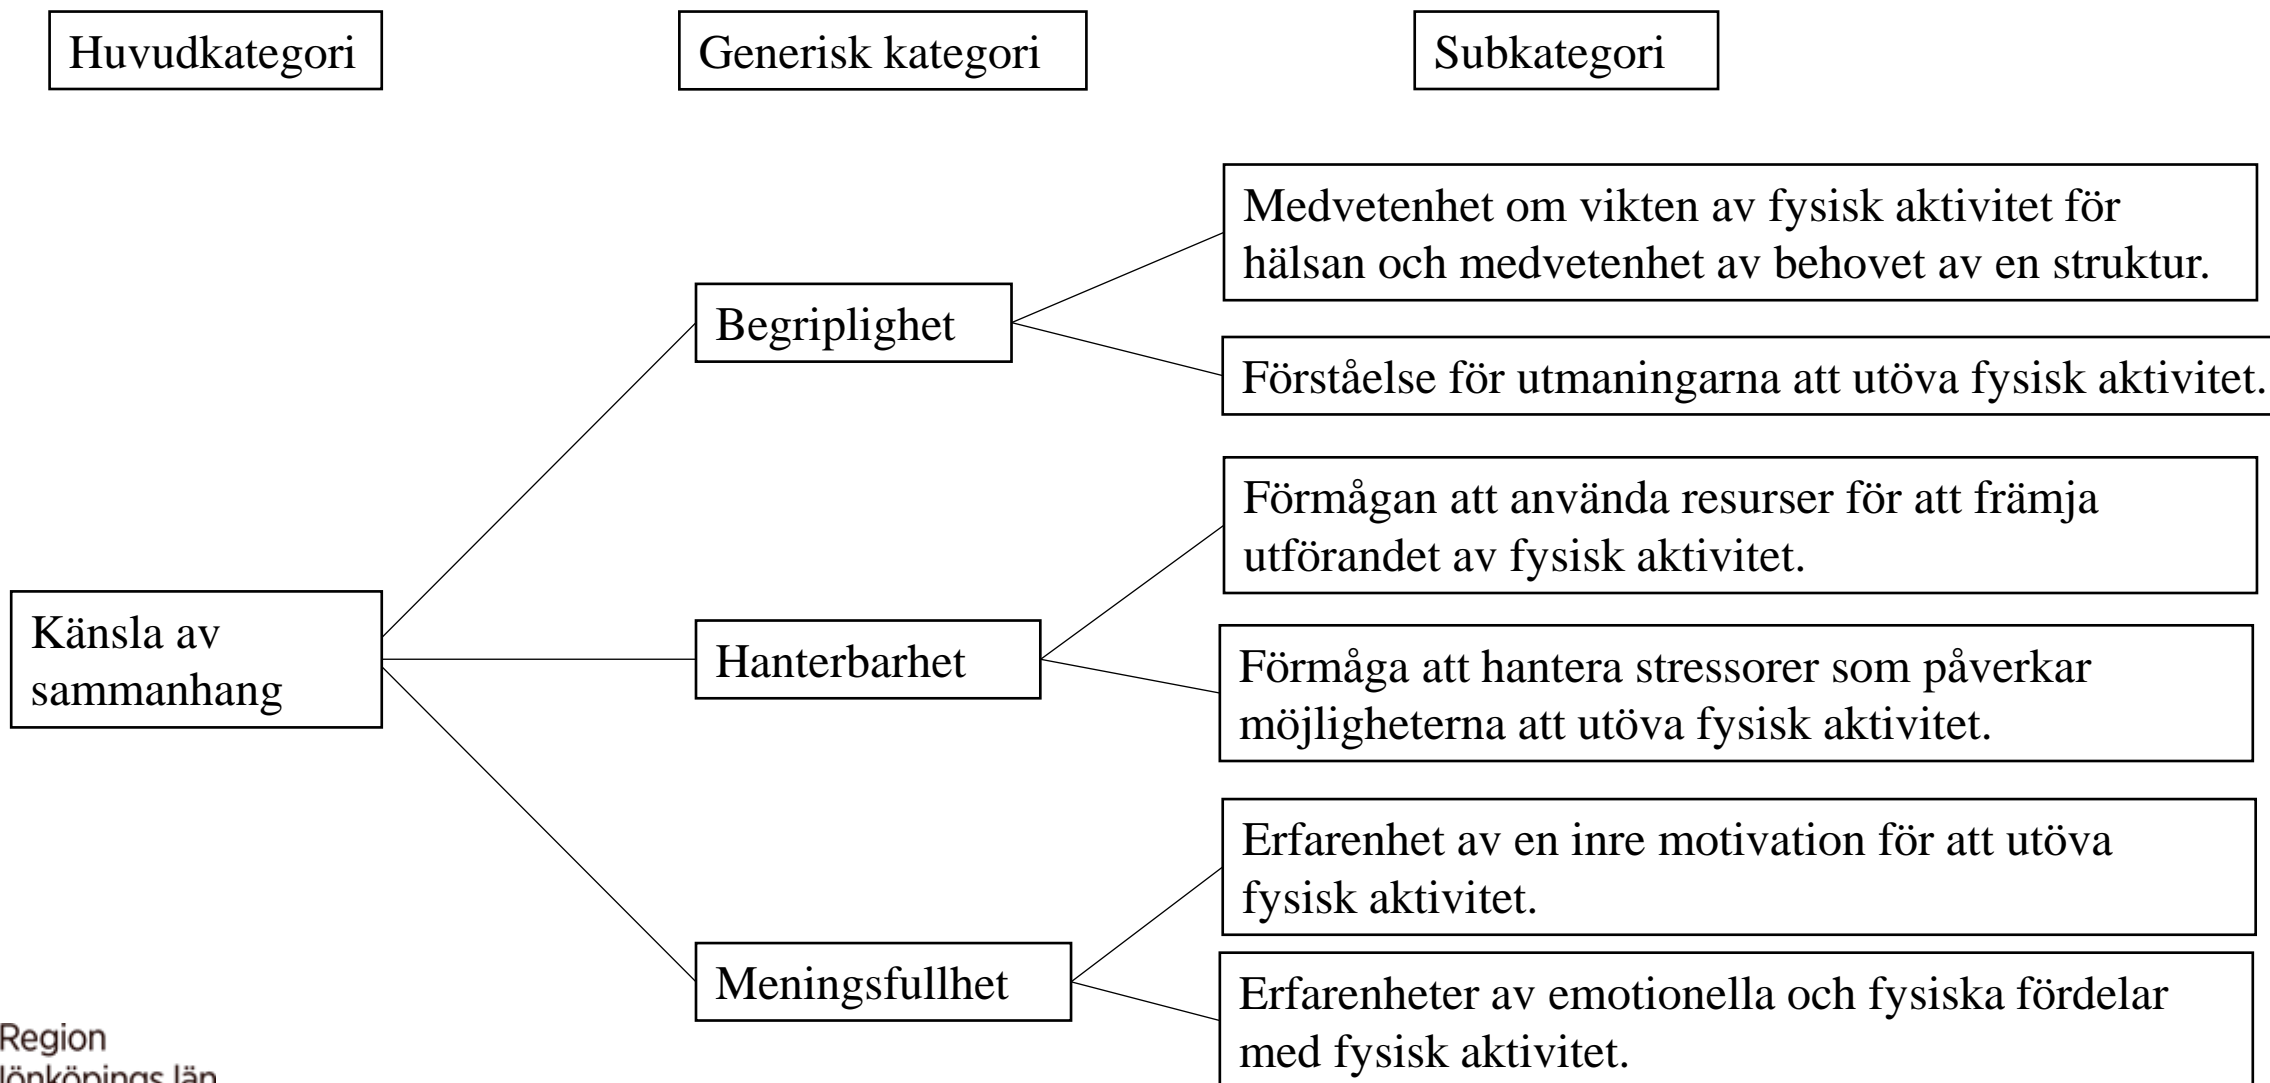 Huvudkategori
Generisk kategori
Subkategori
Medvetenhet om vikten av fysisk aktivitet för
hälsan och medvetenhet av behovet av en struktur.
Begriplighet
Förståelse för utmaningarna att utöva fysisk aktivitet.
Förmågan att använda resurser för att främja
utförandet av fysisk aktivitet.
Känsla av
sammanhang
Hanterbarhet
Förmåga att hantera stressorer som påverkar
möjligheterna att utöva fysisk aktivitet.
Erfarenhet av en inre motivation för att utöva
fysisk aktivitet.
Meningsfullhet
Erfarenheter av emotionella och fysiska fördelar
med fysisk aktivitet.
Region
Jönköpings län